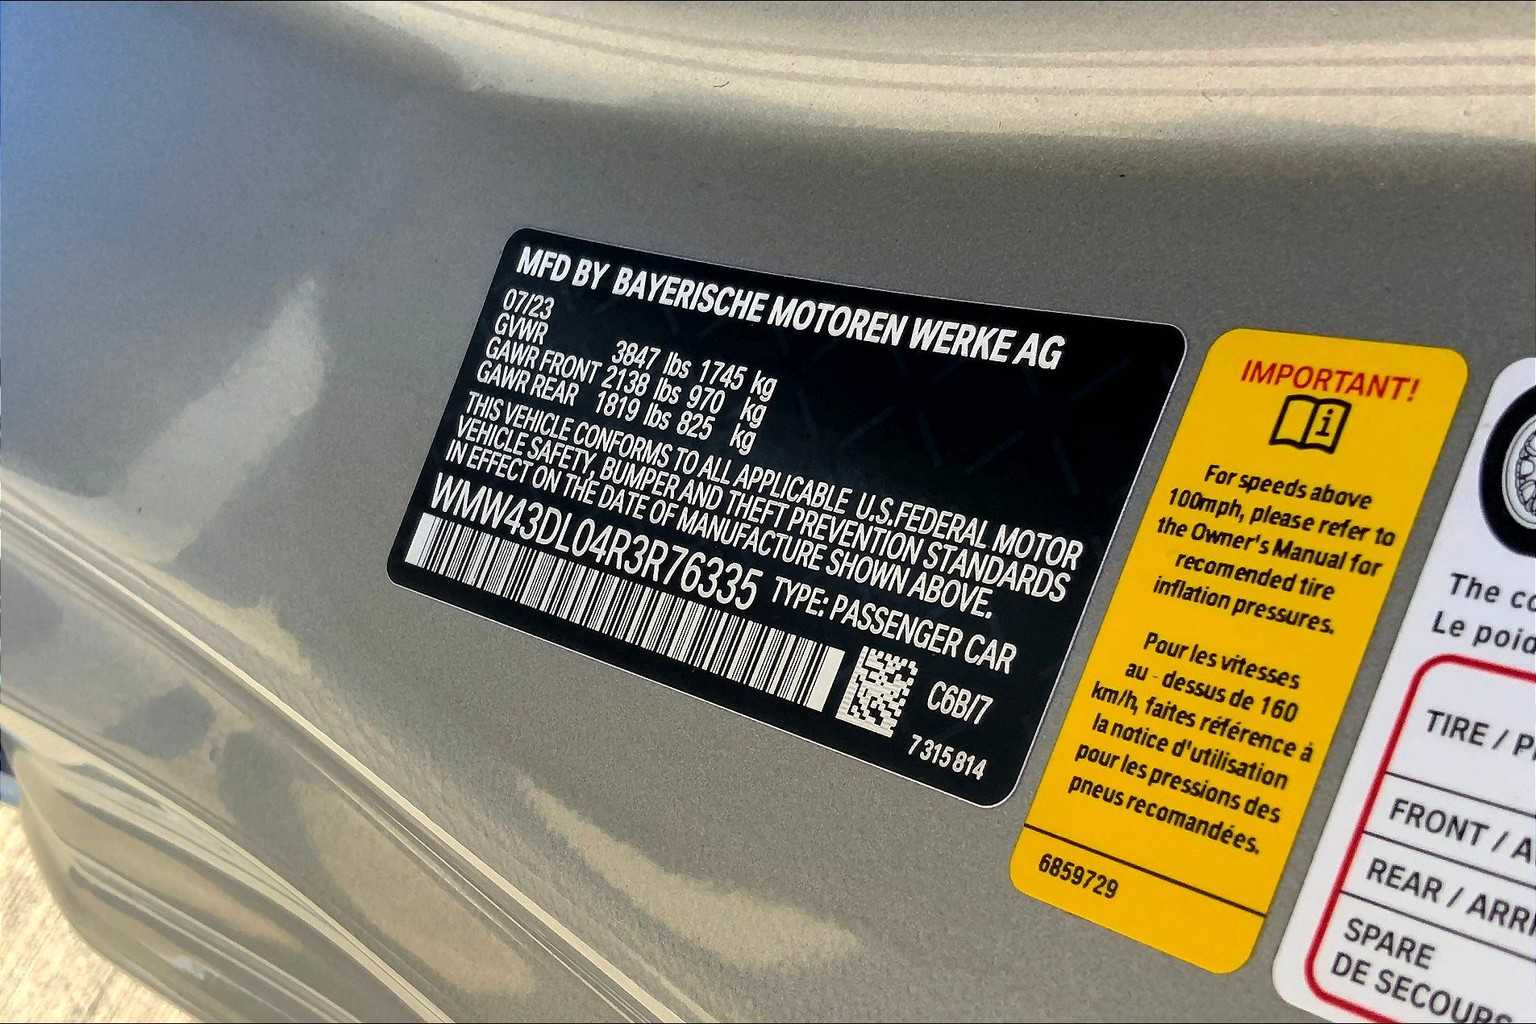 MFD BY BAYERISCHE MOTOREN WERKE AG
07/23
GVWR 3847 lbs 1745 kg
GAWR FRONT 2138 lbs 970 kg
GAWR REAR 1819 lbs 825 kg
THIS VEHICLE CONFORMS TO ALL APPLICABLE U.S.FEDERAL MOTOR
VEHICLE SAFETY, BUMPER AND THEFT PREVENTION STANDARDS
IN EFFECT ON THE DATE OF MANUFACTURE SHOWN ABOVE.
WMW43DL04R3R76335 TYPE: PASSENGER CAR
C6B/7
7315814
IMPORTANT!
For speeds above
100mph, please refer to
the Owner's Manual for
recomended tire
inflation pressures.
Pour les vitesses
au - dessus de 160
km/h, faites référence à
la notice d'utilisation
pour les pressions des
pneus recomandées.
6859729
The
Le poid
TIRE /
FRONT /
REAR / ARR
SPARE
DE SECOURS